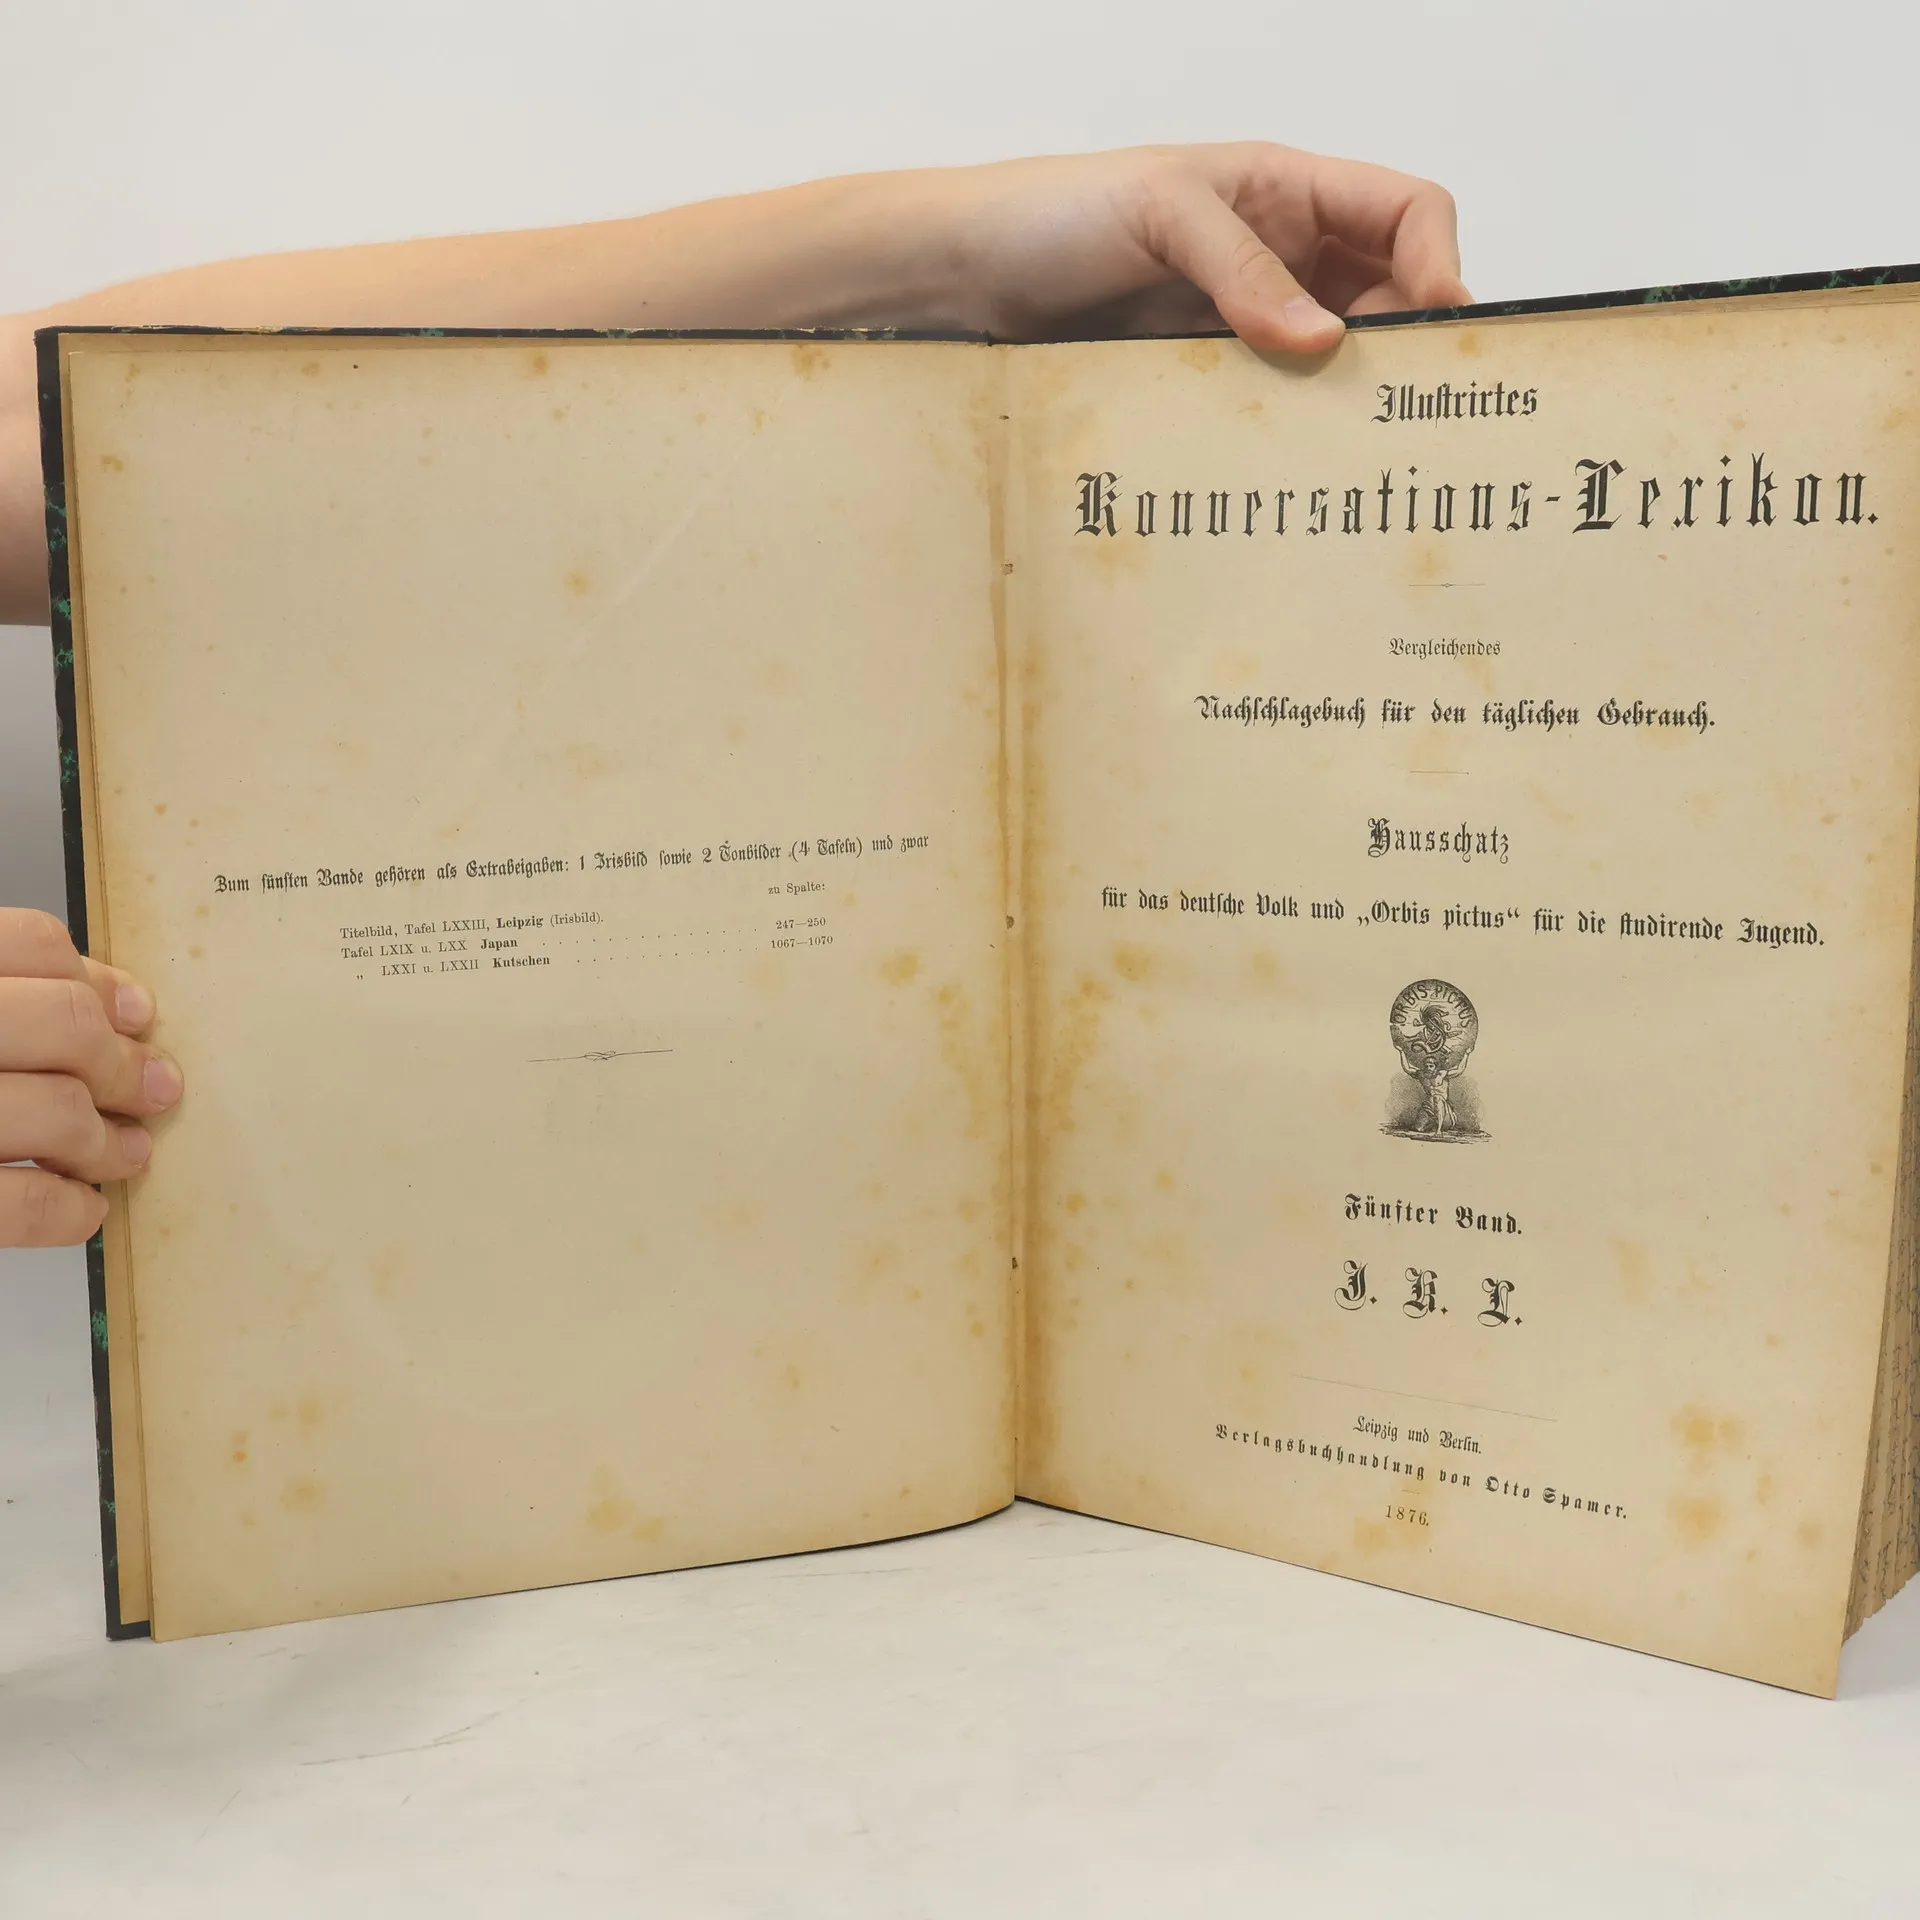 Zum fünften Bande gehören als Extrabeigaben: 1 Irisbild sowie 2 Tonbilder (4 Tafeln) und zwar
zu Spalte:
Titelbild, Tafel LXXIII, Leipzig (Irisbild).
Tafel LXIX u. LXX Japan . . . . . . . . . . . . . . 247—250
„ LXXI u. LXXII Kutschen . . . . . . . . . . . . 1067—1070
Illustrirtes
Konversations-Lexikon.
Vergleichendes
Nachschlagebuch für den täglichen Gebrauch.
Hausschatz
für das deutsche Volk und „Orbis pictus“ für die studirende Jugend.
ORBIS PICTUS
Fünfter Band.
J. K. L.
Leipzig und Berlin.
Verlagsbuchhandlung von Otto Spamer.
1876.